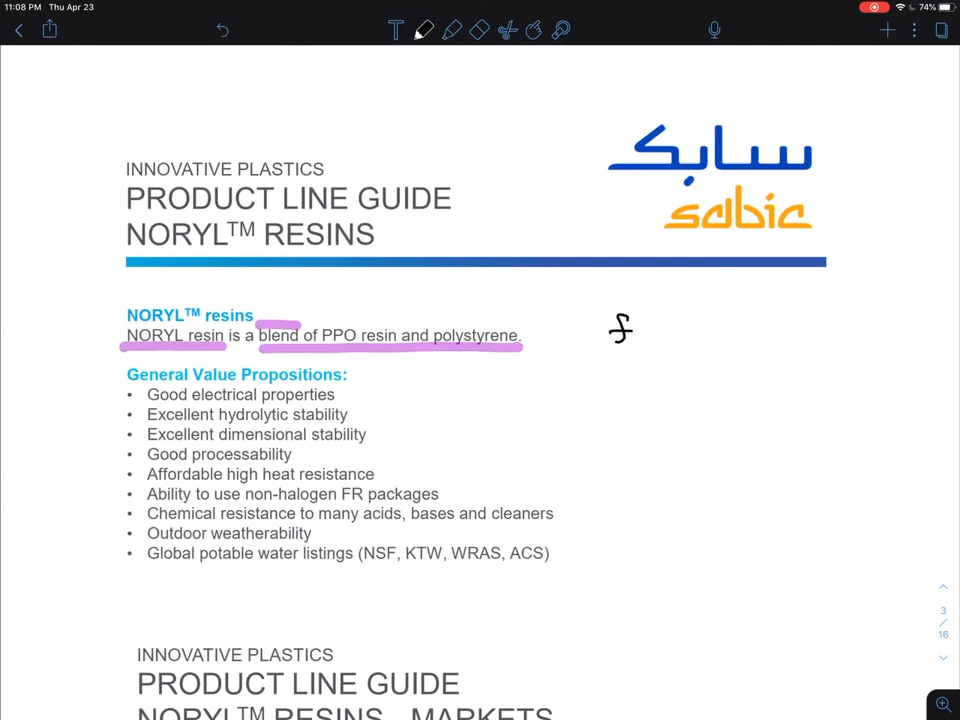 11:08 PM Thu Apr 23
74%
سابك
sabic
INNOVATIVE PLASTICS
PRODUCT LINE GUIDE
NORYL™ RESINS
NORYL™ resins
NORYL resin is a blend of PPO resin and polystyrene.
f
General Value Propositions:
• Good electrical properties
• Excellent hydrolytic stability
• Excellent dimensional stability
• Good processability
• Affordable high heat resistance
• Ability to use non-halogen FR packages
• Chemical resistance to many acids, bases and cleaners
• Outdoor weatherability
• Global potable water listings (NSF, KTW, WRAS, ACS)
3
/
16
INNOVATIVE PLASTICS
PRODUCT LINE GUIDE
NORYL™ RESINS - MARKETS